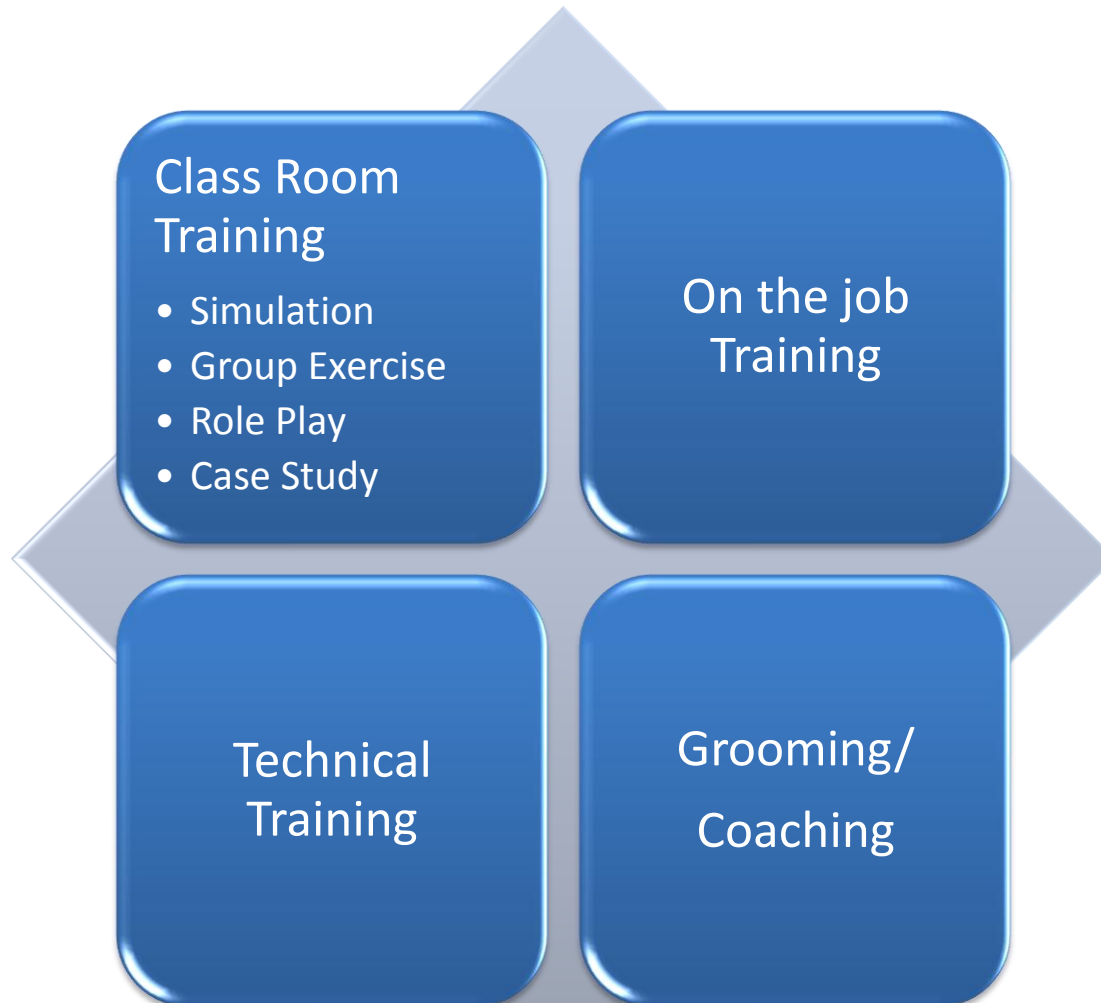 Class Room
Training
• Simulation
• Group Exercise
• Role Play
• Case Study
On the job
Training
Technical
Training
Grooming/
Coaching